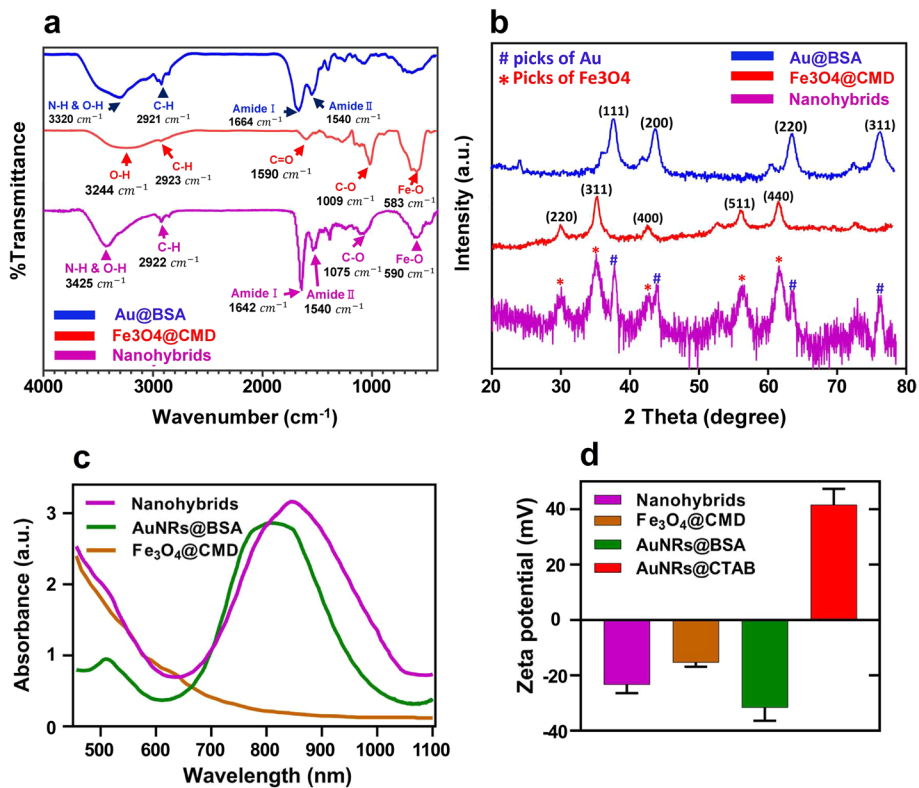 a
%Transmittance
N-H & O-H
3320 cm⁻¹
C-H
2921 cm⁻¹
Amide I
1664 cm⁻¹
Amide II
1540 cm⁻¹
O-H
3244 cm⁻¹
C-H
2923 cm⁻¹
C=O
1590 cm⁻¹
C-O
1009 cm⁻¹
Fe-O
583 cm⁻¹
N-H & O-H
3425 cm⁻¹
C-H
2922 cm⁻¹
Amide I
1642 cm⁻¹
Amide II
1540 cm⁻¹
C-O
1075 cm⁻¹
Fe-O
590 cm⁻¹
Au@BSA
Fe3O4@CMD
Nanohybrids
4000 3000 2000 1000
Wavenumber (cm⁻¹)
b
Intensity (a.u.)
# picks of Au
* Picks of Fe3O4
Au@BSA
Fe3O4@CMD
Nanohybrids
(111) (200) (220) (311)
(220) (311) (400) (511) (440)
* * # * # * * # #
20 30 40 50 60 70 80
2 Theta (degree)
c
Absorbance (a.u.)
Nanohybrids
AuNRs@BSA
Fe₃O₄@CMD
3
2
1
0
500 600 700 800 900 1000 1100
Wavelength (nm)
d
Zeta potential (mV)
Nanohybrids
Fe₃O₄@CMD
AuNRs@BSA
AuNRs@CTAB
40
20
0
-20
-40